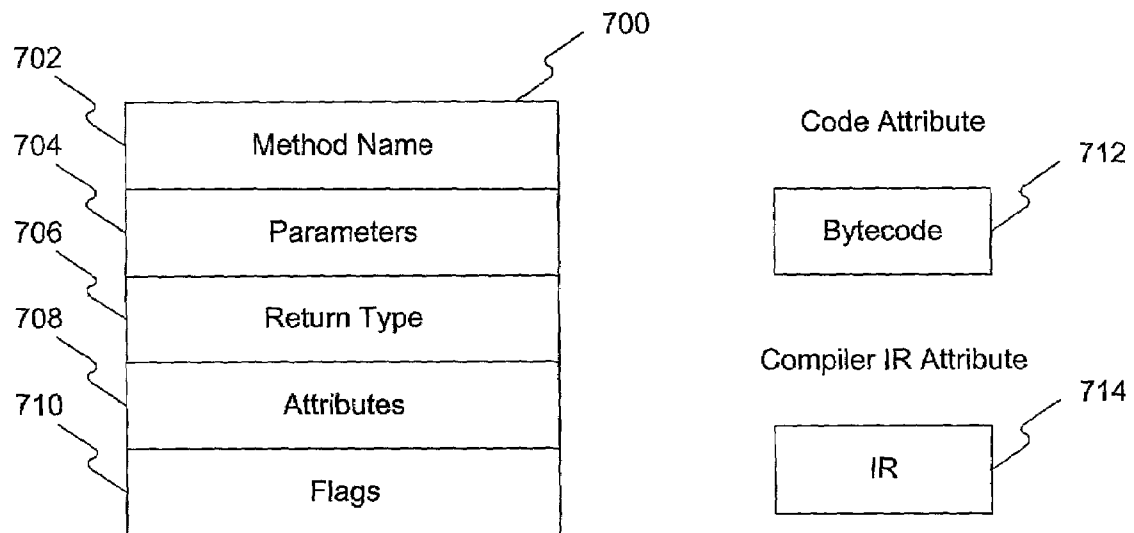 700
702
Method Name
704
Parameters
706
Return Type
708
Attributes
710
Flags
Code Attribute
712
Bytecode
Compiler IR Attribute
714
IR